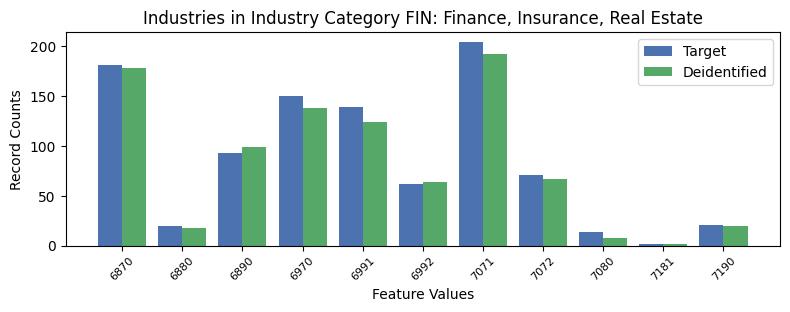 Industries in Industry Category FIN: Finance, Insurance, Real Estate
Target
Deidentified
Record Counts
200
150
100
50
0
6870 6880 6890 6970 6991 6992 7071 7072 7080 7181 7190
Feature Values